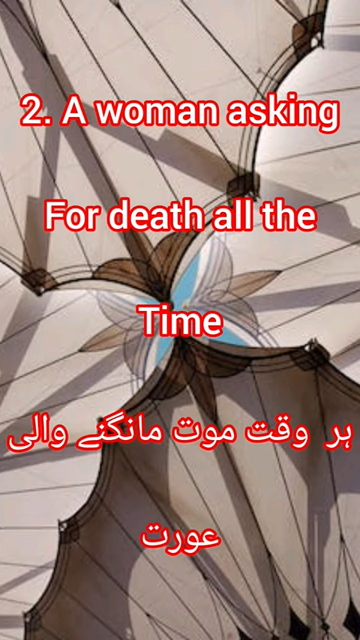 2. A woman asking
For death all the
Time
ہر وقت موت مانگنے والی
عورت